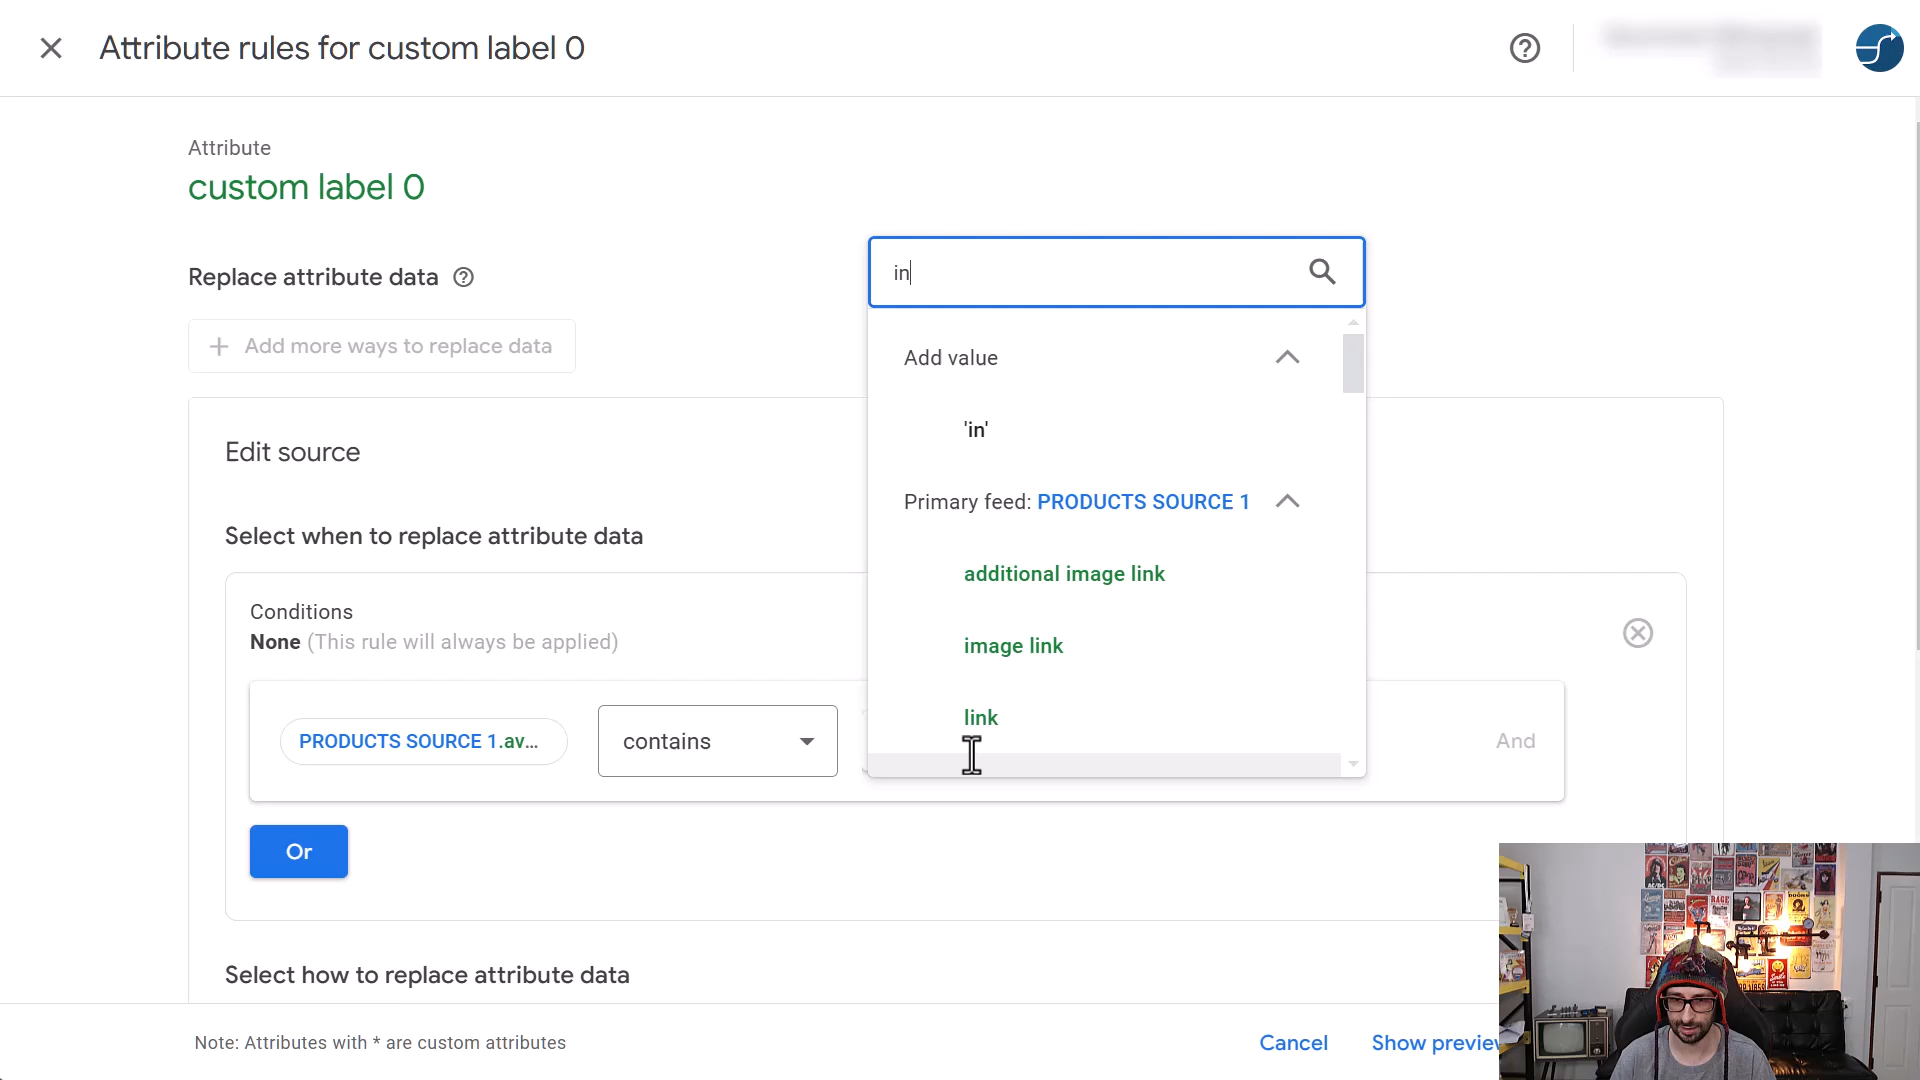 Attribute rules for custom label 0
Attribute
custom label 0
in
Replace attribute data
+ Add more ways to replace data
Add value
'in'
Edit source
Primary feed: PRODUCTS SOURCE 1
Select when to replace attribute data
additional image link
Conditions
None (This rule will always be applied)
image link
link
PRODUCTS SOURCE 1.av...
contains
And
Or
Select how to replace attribute data
Note: Attributes with * are custom attributes
Cancel
Show preview